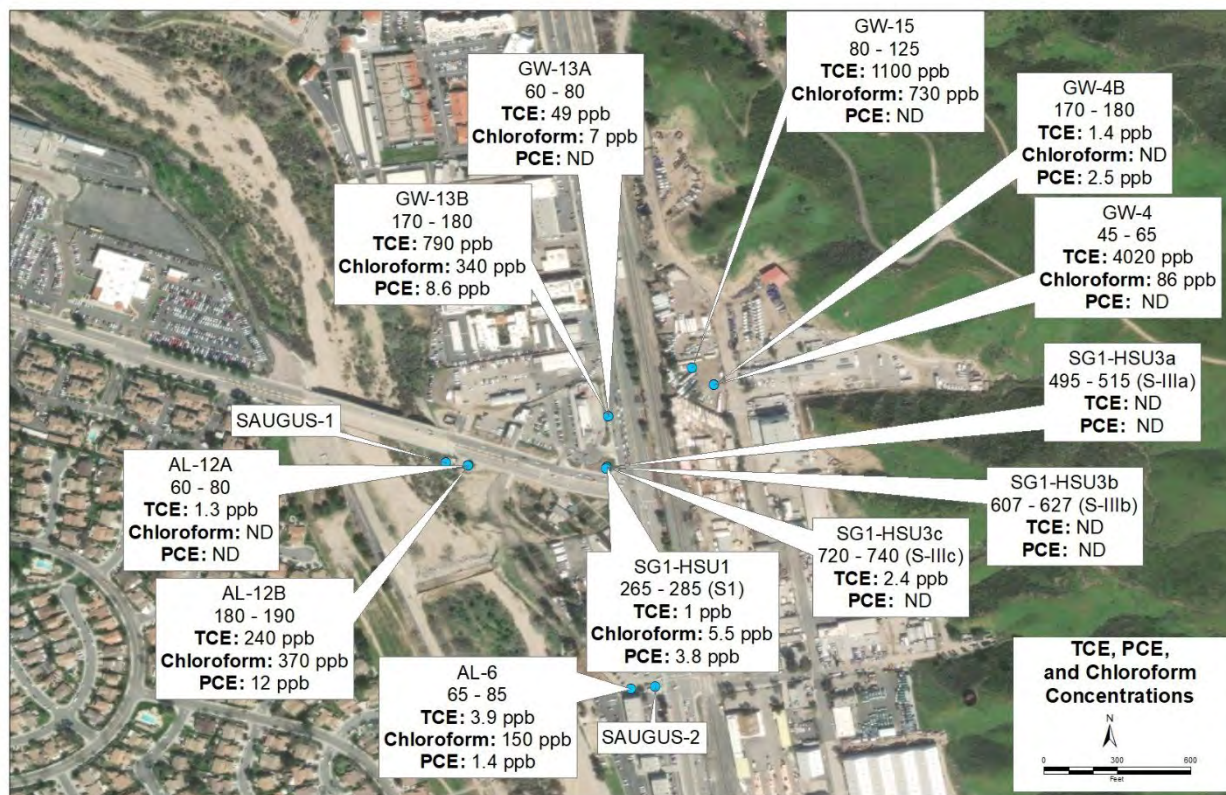 GW-15
80 - 125
TCE: 1100 ppb
Chloroform: 730 ppb
PCE: ND
GW-13A
60 - 80
TCE: 49 ppb
Chloroform: 7 ppb
PCE: ND
GW-4B
170 - 180
TCE: 1.4 ppb
Chloroform: ND
PCE: 2.5 ppb
GW-13B
170 - 180
TCE: 790 ppb
Chloroform: 340 ppb
PCE: 8.6 ppb
GW-4
45 - 65
TCE: 4020 ppb
Chloroform: 86 ppb
PCE: ND
SG1-HSU3a
495 - 515 (S-IIIa)
TCE: ND
PCE: ND
SAUGUS-1
AL-12A
60 - 80
TCE: 1.3 ppb
Chloroform: ND
PCE: ND
SG1-HSU3b
607 - 627 (S-IIIb)
TCE: ND
PCE: ND
SG1-HSU3c
720 - 740 (S-IIIc)
TCE: 2.4 ppb
PCE: ND
SG1-HSU1
265 - 285 (S1)
TCE: 1 ppb
Chloroform: 5.5 ppb
PCE: 3.8 ppb
AL-12B
180 - 190
TCE: 240 ppb
Chloroform: 370 ppb
PCE: 12 ppb
AL-6
65 - 85
TCE: 3.9 ppb
Chloroform: 150 ppb
PCE: 1.4 ppb
SAUGUS-2
TCE, PCE,
and Chloroform
Concentrations
N
0 300 600
Feet